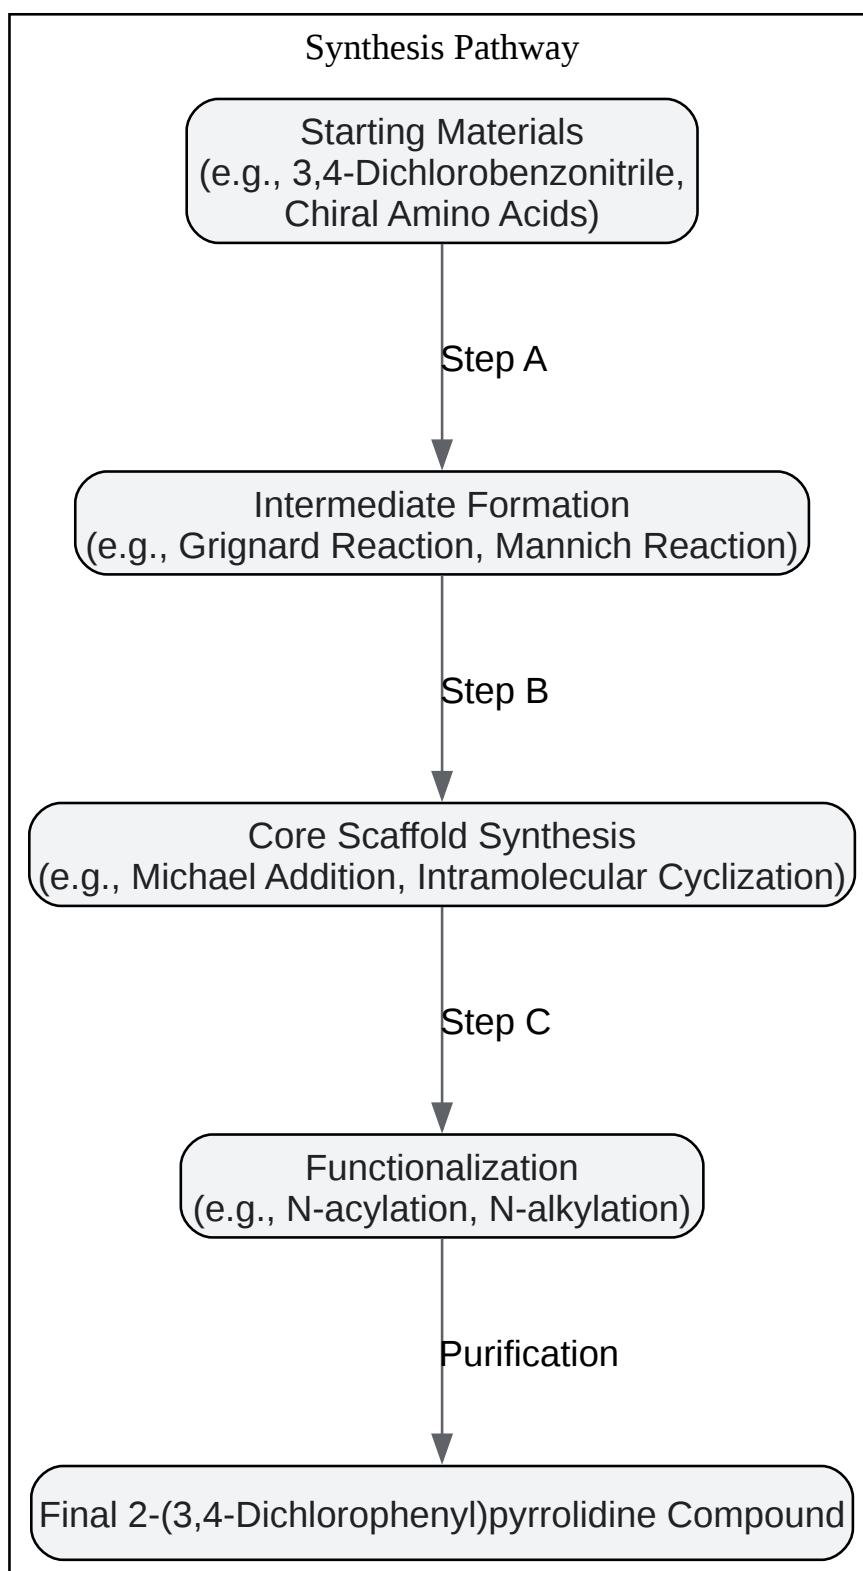 Synthesis Pathway
Starting Materials
(e.g., 3,4-Dichlorobenzonitrile,
Chiral Amino Acids)
Step A
Intermediate Formation
(e.g., Grignard Reaction, Mannich Reaction)
Step B
Core Scaffold Synthesis
(e.g., Michael Addition, Intramolecular Cyclization)
Step C
Functionalization
(e.g., N-acylation, N-alkylation)
Purification
Final 2-(3,4-Dichlorophenyl)pyrrolidine Compound